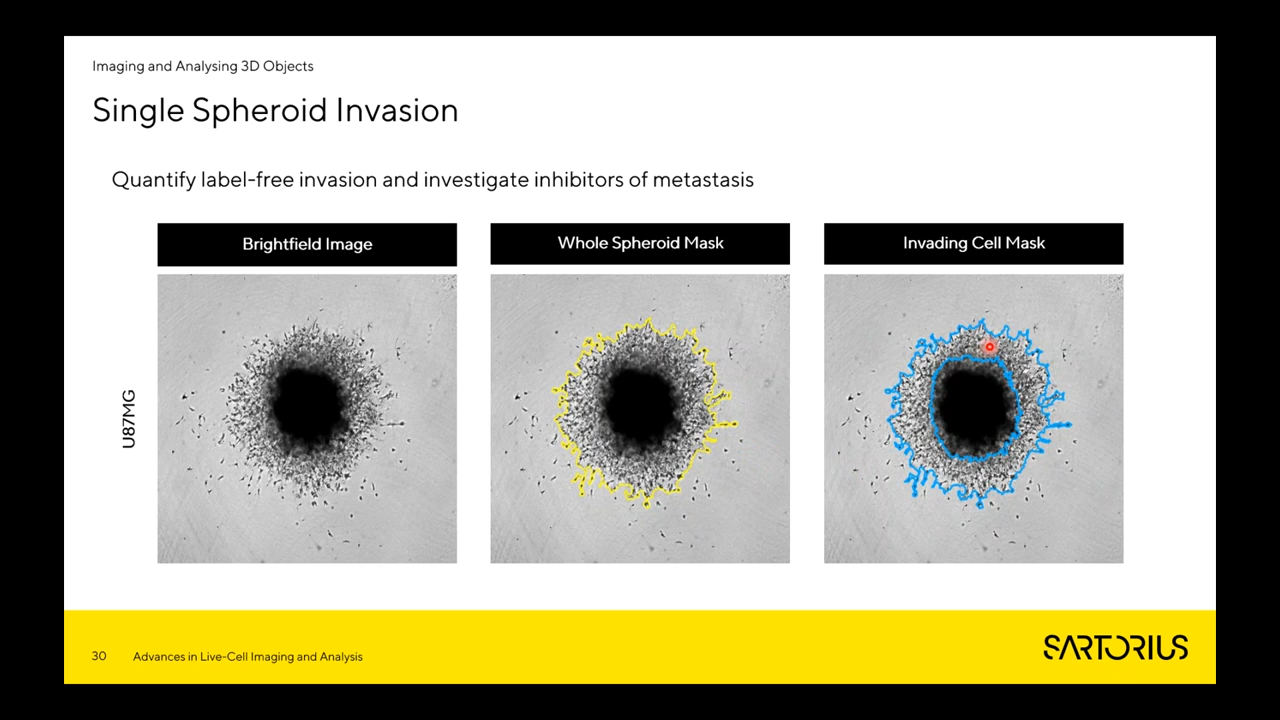 Imaging and Analysing 3D Objects
Single Spheroid Invasion
Quantify label-free invasion and investigate inhibitors of metastasis
Brightfield Image
Whole Spheroid Mask
Invading Cell Mask
U87MG
30 Advances in Live-Cell Imaging and Analysis
SARTORIUS